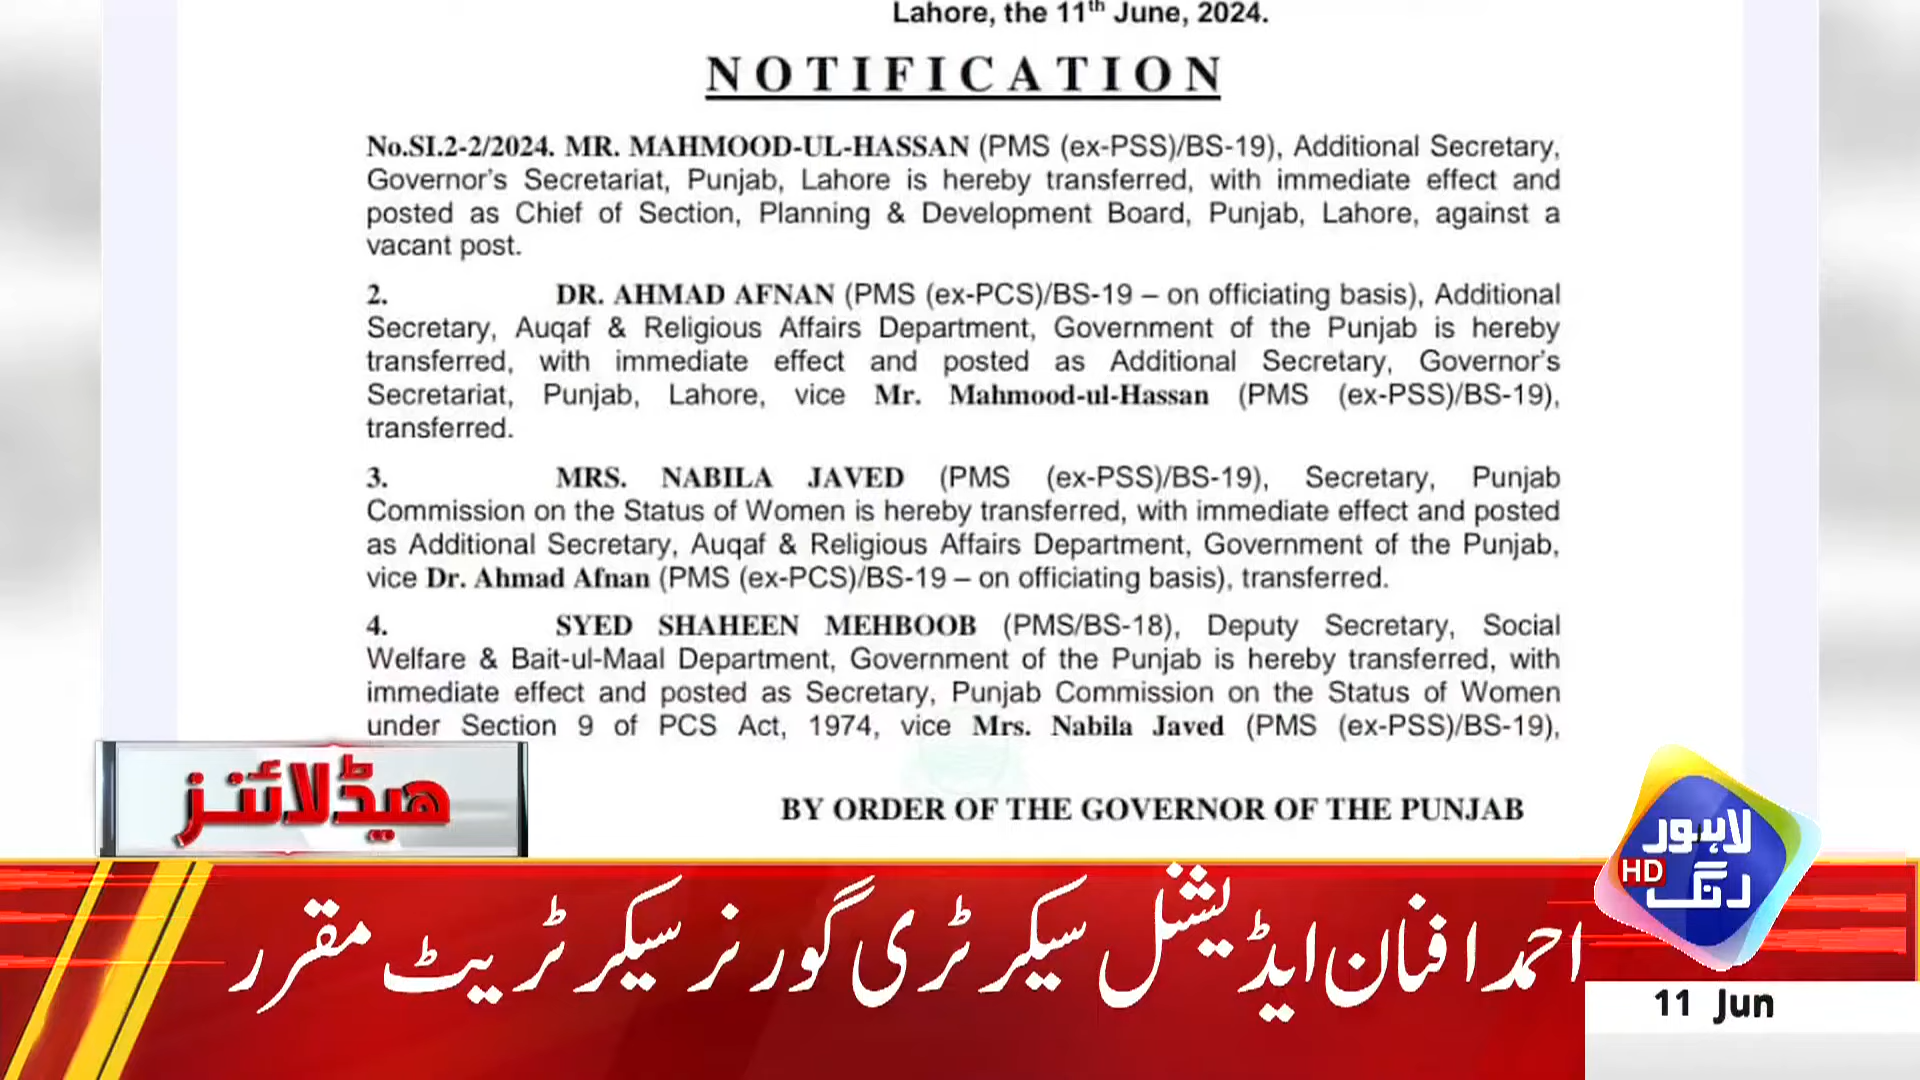 Lahore, the 11th June, 2024.
NOTIFICATION
No.SI.2-2/2024. MR. MAHMOOD-UL-HASSAN (PMS (ex-PSS)/BS-19), Additional Secretary,
Governor's Secretariat, Punjab, Lahore is hereby transferred, with immediate effect and
posted as Chief of Section, Planning & Development Board, Punjab, Lahore, against a
vacant post.
2. DR. AHMAD AFNAN (PMS (ex-PCS)/BS-19 – on officiating basis), Additional
Secretary, Auqaf & Religious Affairs Department, Government of the Punjab is hereby
transferred, with immediate effect and posted as Additional Secretary, Governor's
Secretariat, Punjab, Lahore, vice Mr. Mahmood-ul-Hassan (PMS (ex-PSS)/BS-19),
transferred.
3. MRS. NABILA JAVED (PMS (ex-PSS)/BS-19), Secretary, Punjab
Commission on the Status of Women is hereby transferred, with immediate effect and posted
as Additional Secretary, Auqaf & Religious Affairs Department, Government of the Punjab,
vice Dr. Ahmad Afnan (PMS (ex-PCS)/BS-19 – on officiating basis), transferred.
4. SYED SHAHEEN MEHBOOB (PMS/BS-18), Deputy Secretary, Social
Welfare & Bait-ul-Maal Department, Government of the Punjab is hereby transferred, with
immediate effect and posted as Secretary, Punjab Commission on the Status of Women
under Section 9 of PCS Act, 1974, vice Mrs. Nabila Javed (PMS (ex-PSS)/BS-19),
BY ORDER OF THE GOVERNOR OF THE PUNJAB
ہیڈلائنز
لاہور
HD رنگ
احمد افنان ایڈیشنل سیکرٹری گورنر سیکرٹریٹ مقرر
11 Jun